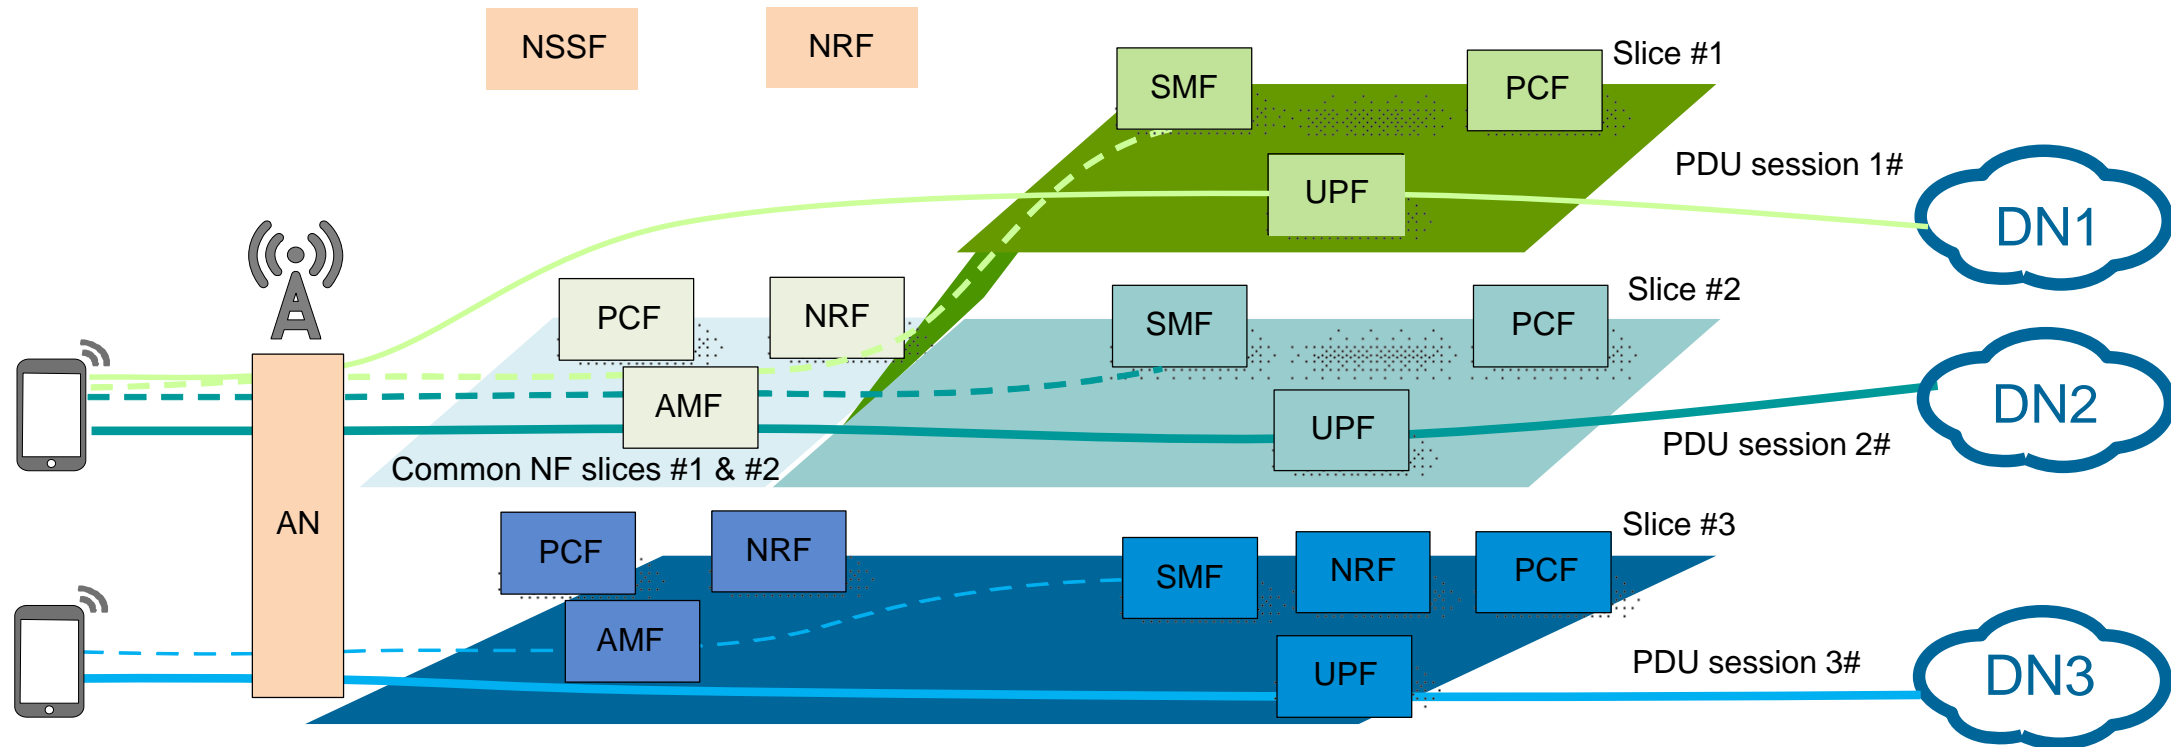 NSSF
NRF
Slice #1
SMF
PCF
PDU session 1#
UPF
DN1
Slice #2
PCF
NRF
SMF
PCF
AMF
UPF
DN2
PDU session 2#
Common NF slices #1 & #2
AN
Slice #3
PCF
NRF
SMF
NRF
PCF
AMF
UPF
PDU session 3#
DN3